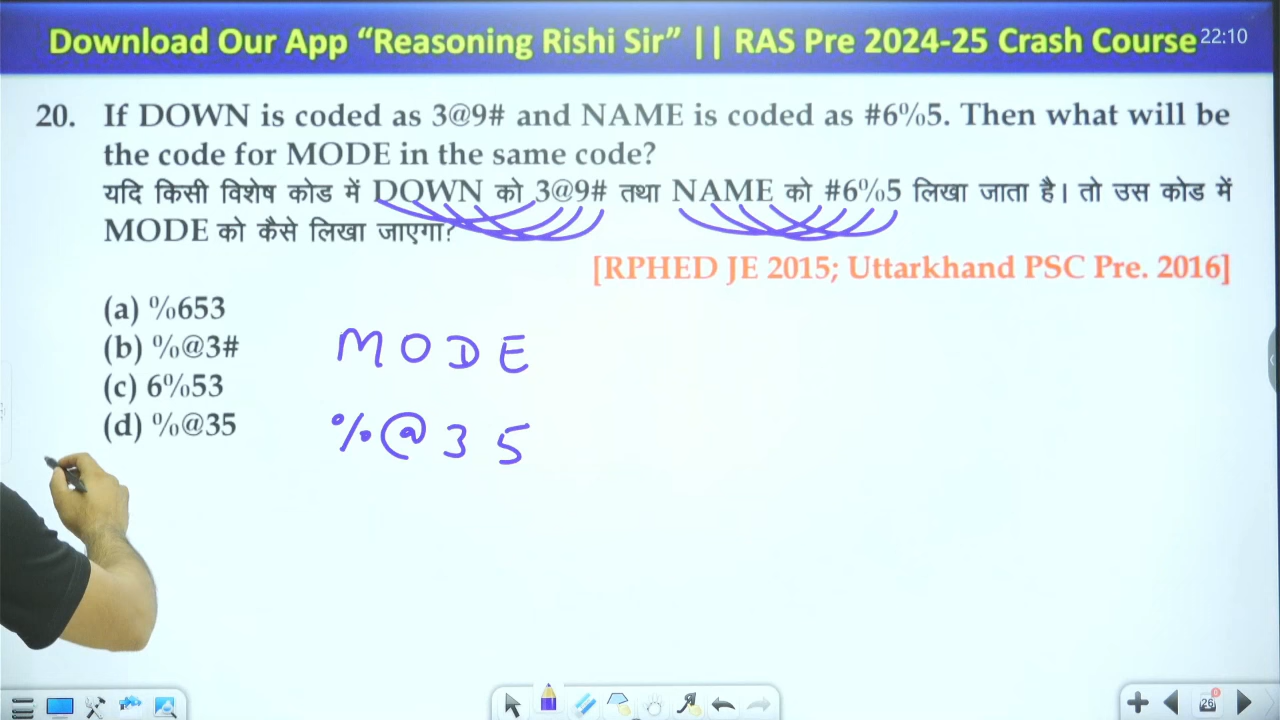 Download Our App “Reasoning Rishi Sir” || RAS Pre 2024-25 Crash Course
22:10
20. If DOWN is coded as 3@9# and NAME is coded as #6%5. Then what will be
the code for MODE in the same code?
यदि किसी विशेष कोड में DOWN को 3@9# तथा NAME को #6%5 लिखा जाता है। तो उस कोड में
MODE को कैसे लिखा जाएगा?
[RPHED JE 2015; Uttarkhand PSC Pre. 2016]
(a) %653
(b) %@3#
(c) 6%53
(d) %@35
M O D E
%@ 3 5
26